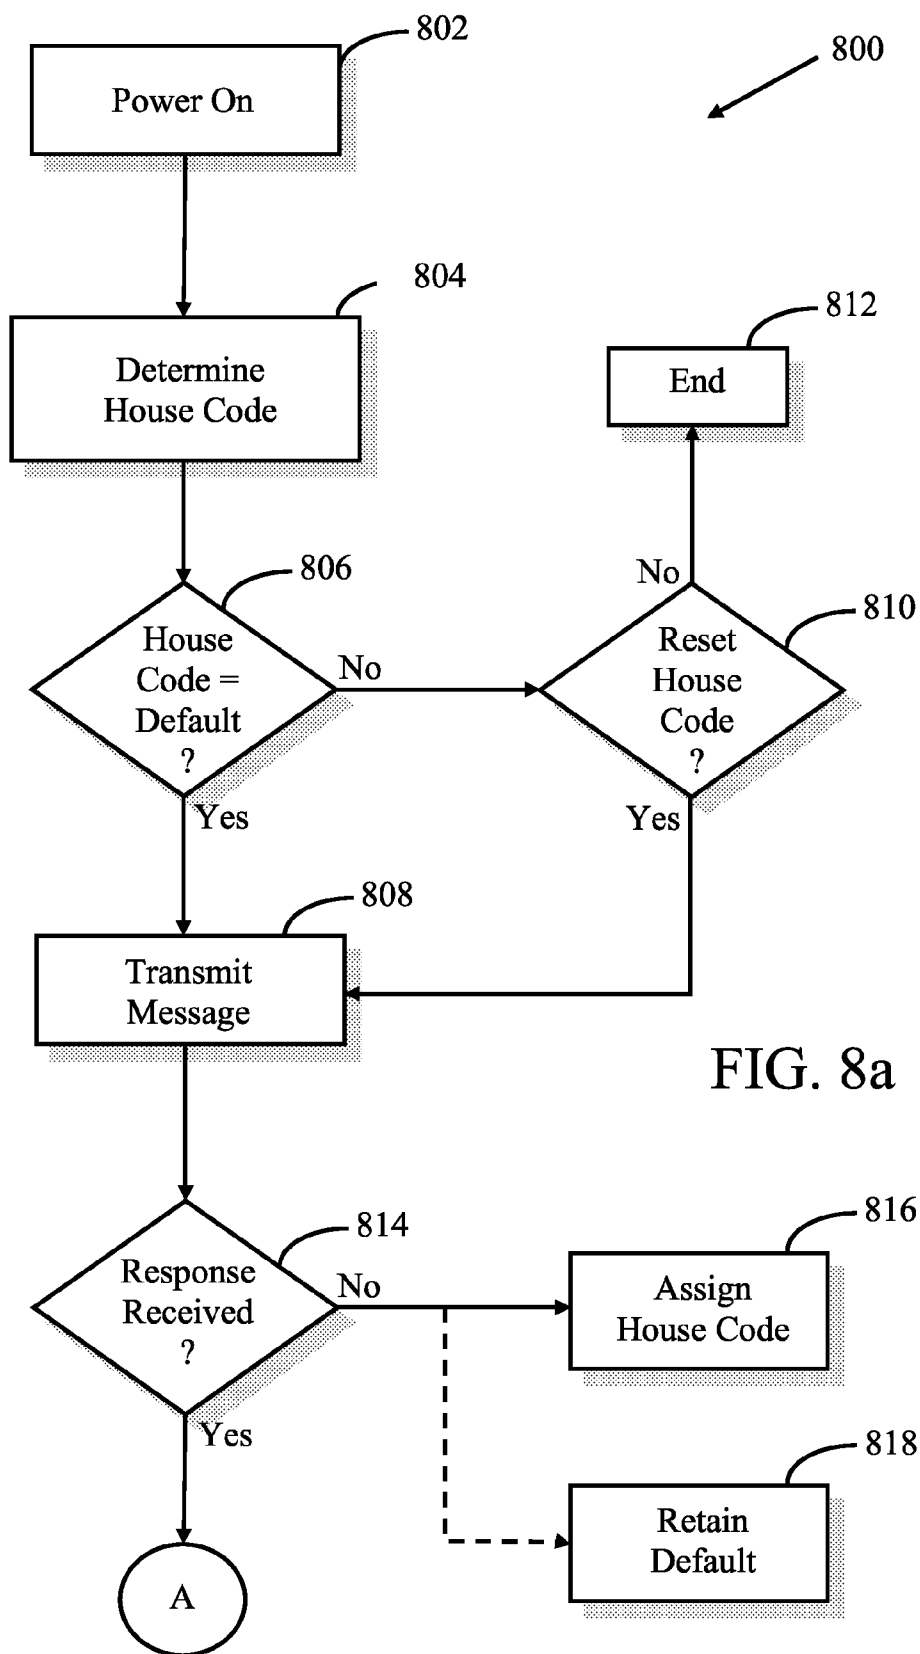 802
800
Power On
804
Determine
House Code
812
End
806
House
Code =
Default
?
No
Yes
810
Reset
House
Code
?
No
Yes
808
Transmit
Message
FIG. 8a
814
Response
Received
?
No
Yes
816
Assign
House Code
818
Retain
Default
A